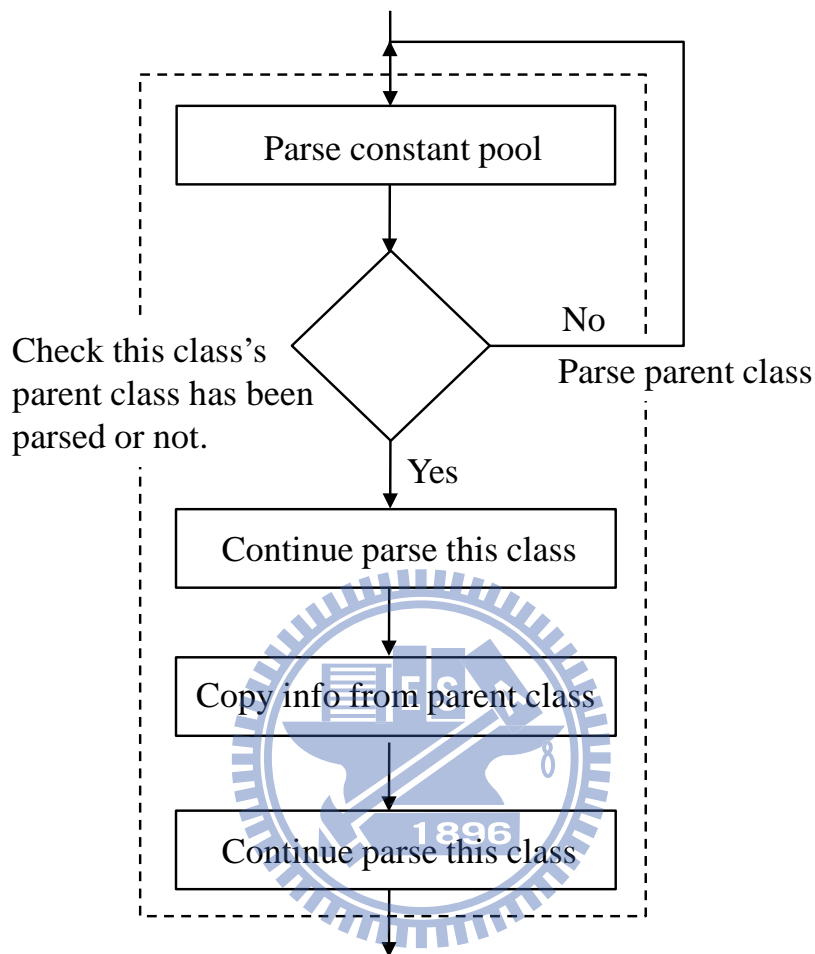 Parse constant pool
No
Check this class’s
parent class has been
parsed or not.
Parse parent class
Yes
Continue parse this class
E S
Copy info from parent class
1896
Continue parse this class